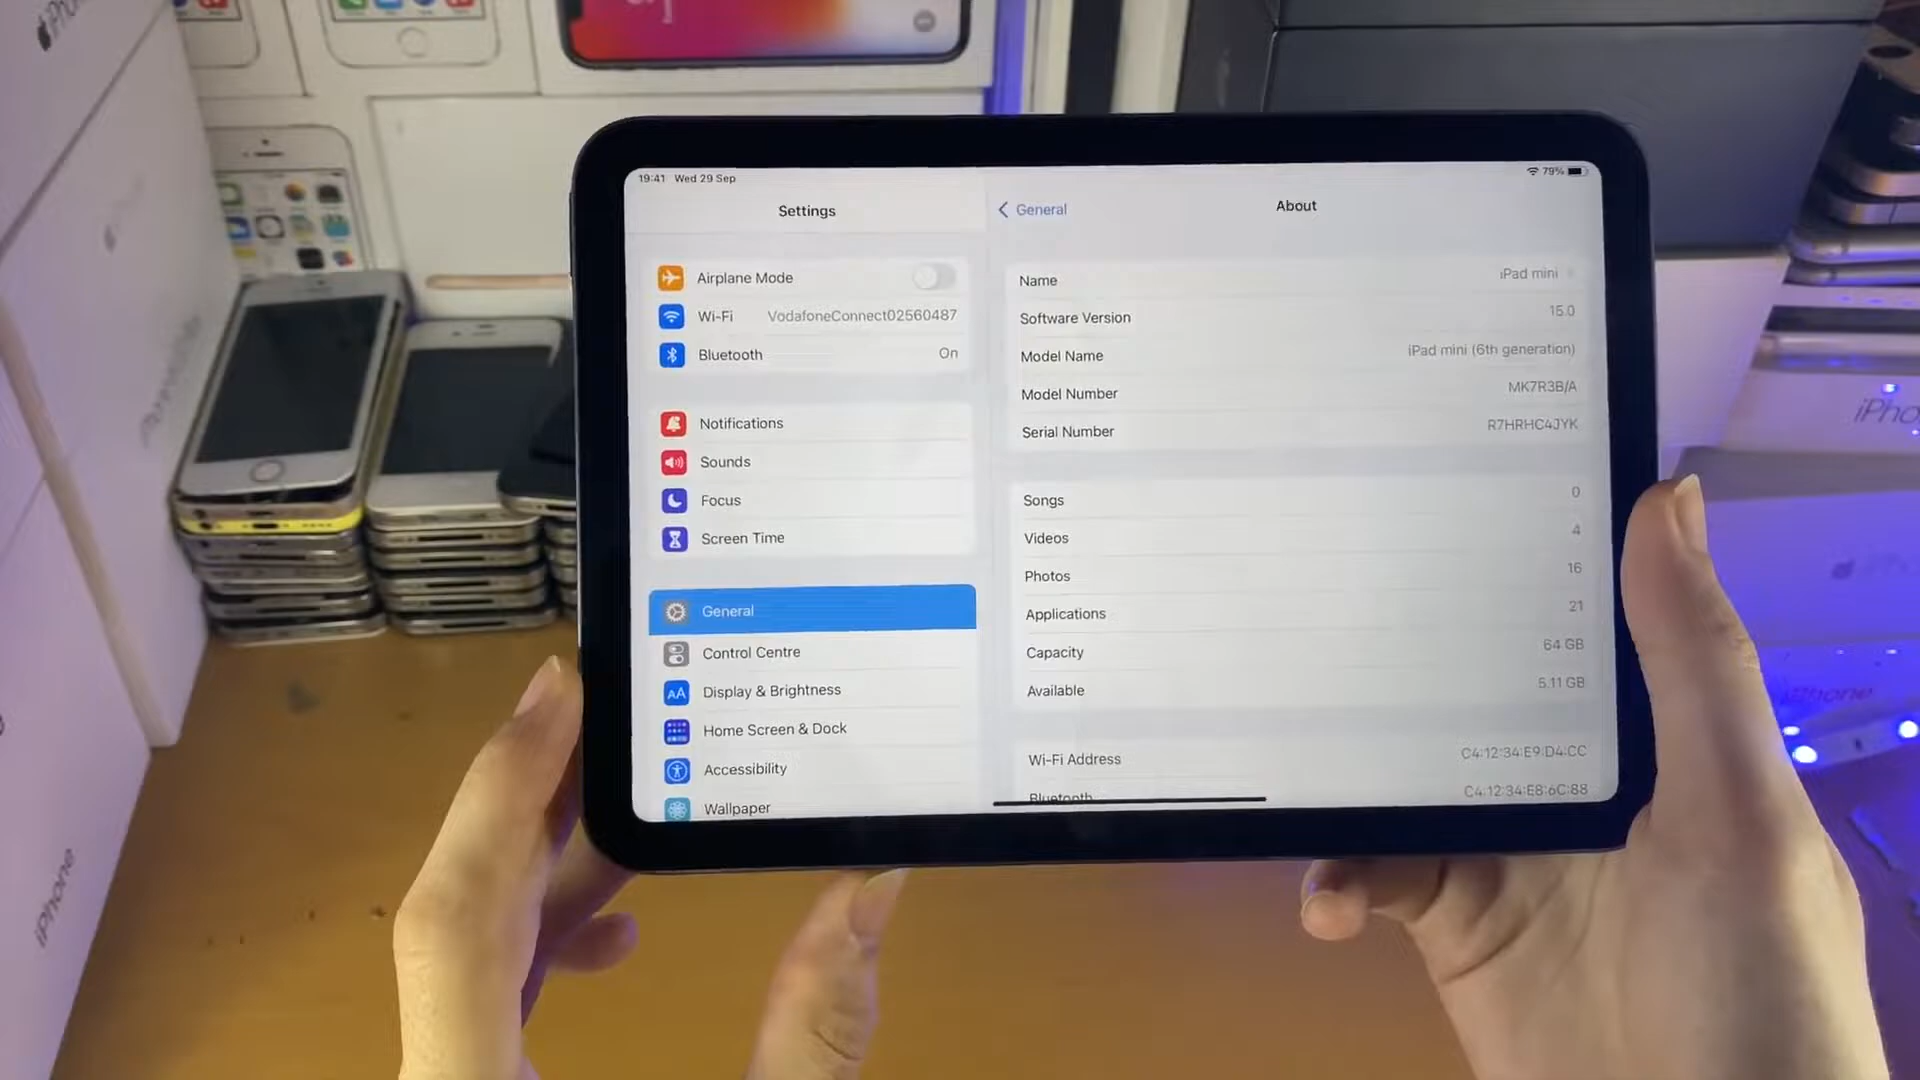 19:41 Wed 29 Sep
79%
Settings
Airplane Mode
Wi-Fi VodafoneConnect02560487
Bluetooth On
Notifications
Sounds
Focus
Screen Time
General
Control Centre
Display & Brightness
Home Screen & Dock
Accessibility
Wallpaper
General
About
Name iPad mini
Software Version 15.0
Model Name iPad mini (6th generation)
Model Number MK7R3B/A
Serial Number R7HRHC4JYK
Songs 0
Videos 4
Photos 16
Applications 21
Capacity 64 GB
Available 5.11 GB
Wi-Fi Address C4:12:34:E9:D4:CC
Bluetooth C4:12:34:E8:6C:88
iPhone
iPho
iPhone